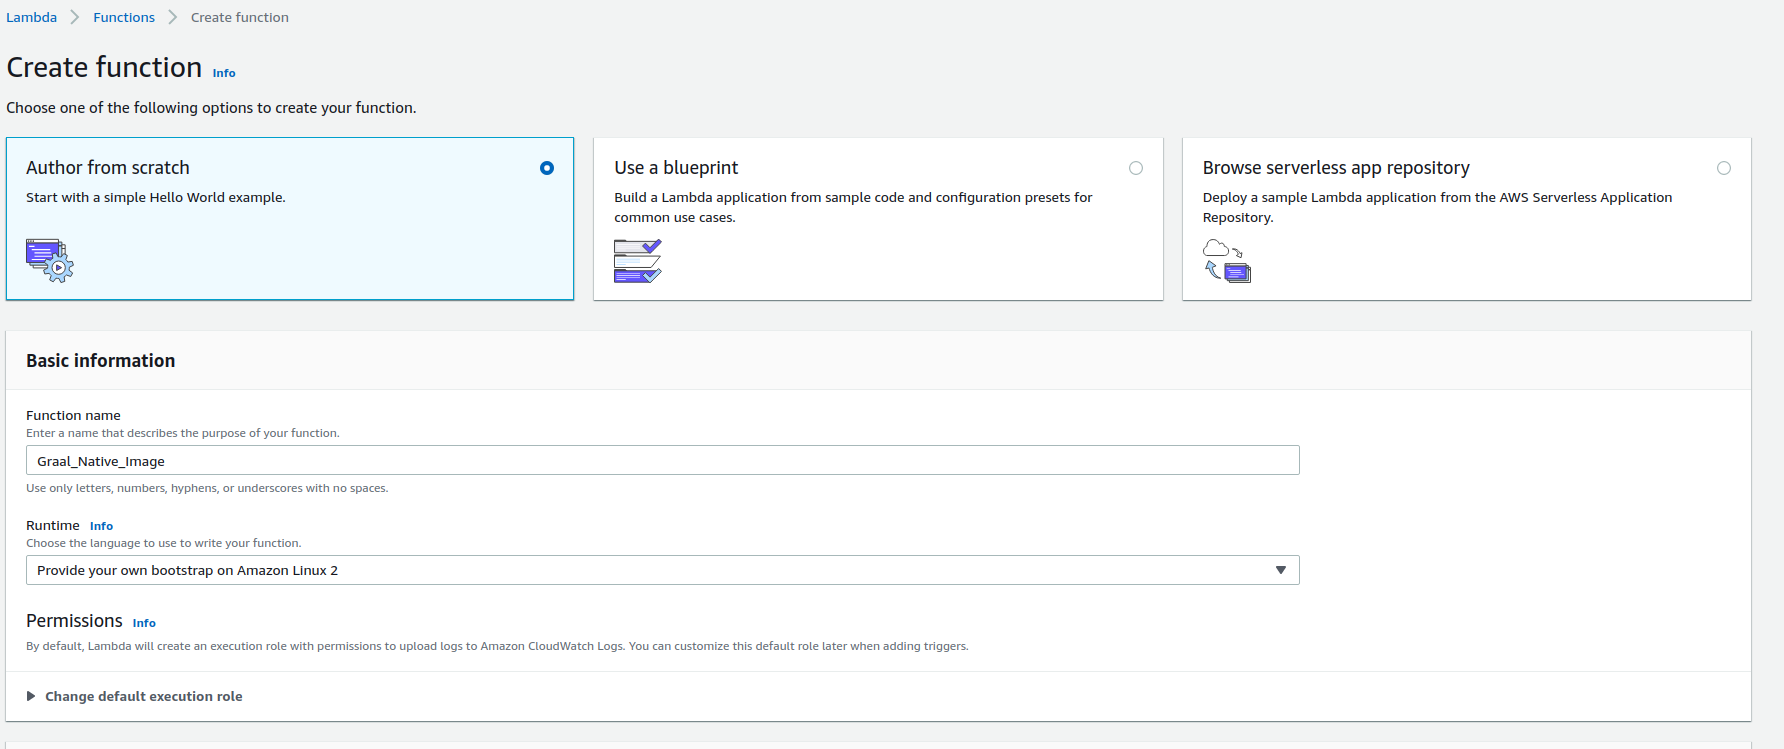 Lambda > Functions > Create function
Create function Info
Choose one of the following options to create your function.
Author from scratch
Start with a simple Hello World example.
Use a blueprint
Build a Lambda application from sample code and configuration presets for
common use cases.
Browse serverless app repository
Deploy a sample Lambda application from the AWS Serverless Application
Repository.
Basic information
Function name
Enter a name that describes the purpose of your function.
Graal_Native_Image
Use only letters, numbers, hyphens, or underscores with no spaces.
Runtime Info
Choose the language to use to write your function.
Provide your own bootstrap on Amazon Linux 2
Permissions Info
By default, Lambda will create an execution role with permissions to upload logs to Amazon CloudWatch Logs. You can customize this default role later when adding triggers.
Change default execution role